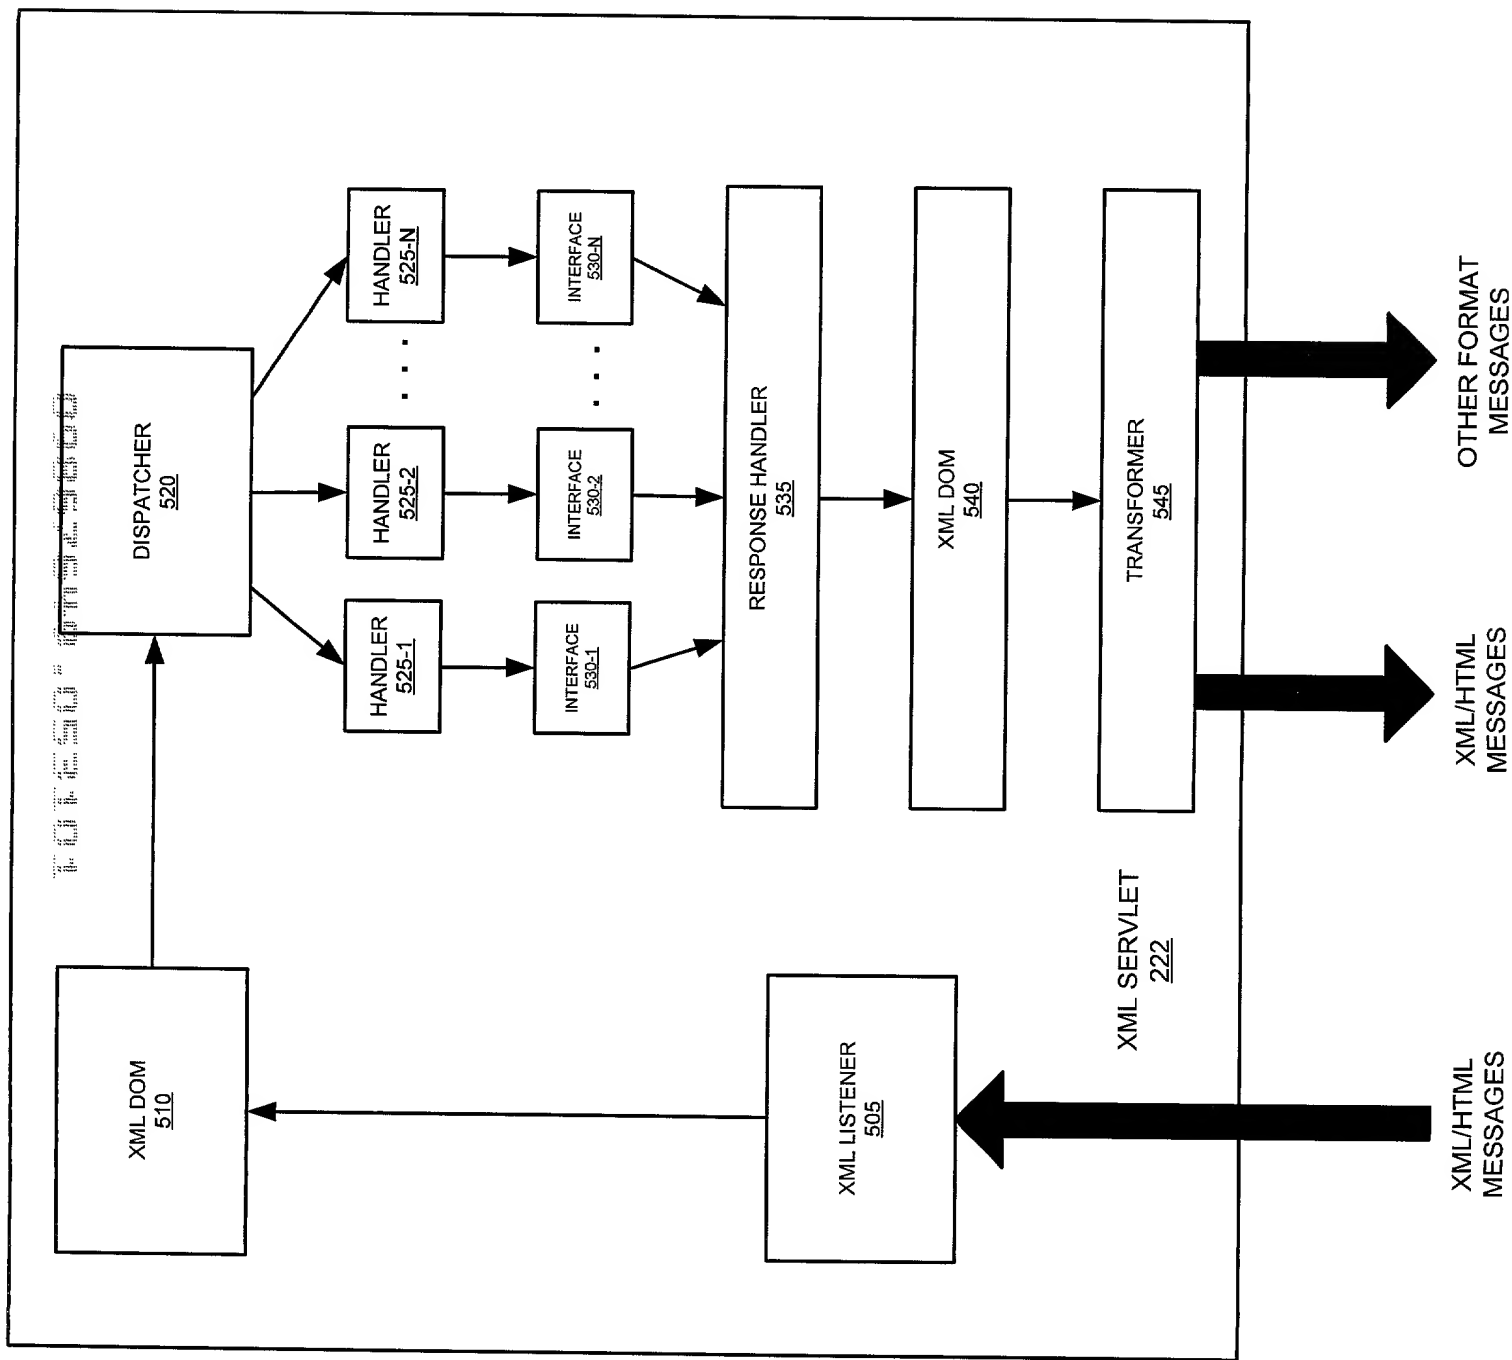 XML DOM
510
DISPATCHER
520
HANDLER
525-1
HANDLER
525-2
HANDLER
525-N
INTERFACE
530-1
INTERFACE
530-2
INTERFACE
530-N
RESPONSE HANDLER
535
XML DOM
540
XML LISTENER
505
TRANSFORMER
545
XML SERVLET
222
XML/HTML
MESSAGES
XML/HTML
MESSAGES
OTHER FORMAT
MESSAGES